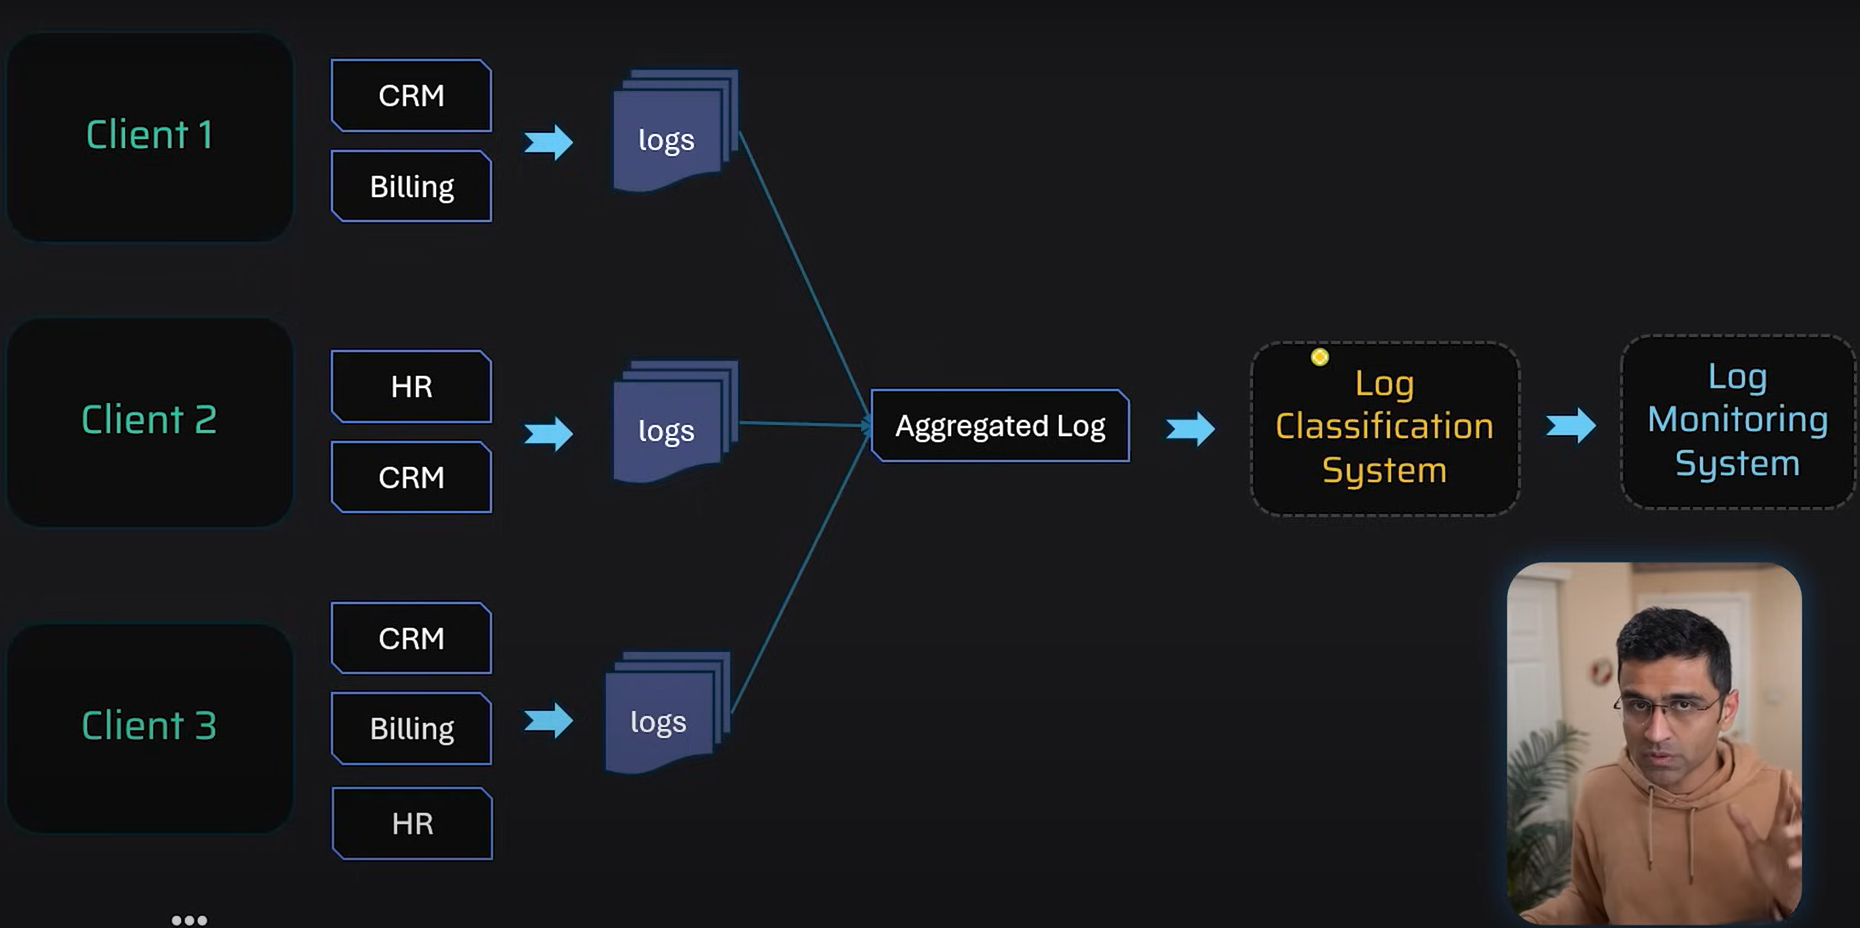 Client 1
CRM
Billing
logs
Client 2
HR
CRM
logs
Aggregated Log
Log
Classification
System
Log
Monitoring
System
Client 3
CRM
Billing
HR
logs